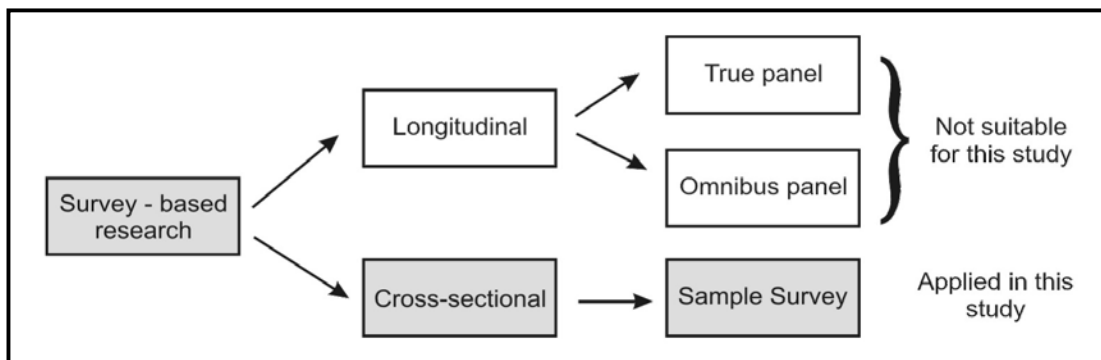 True panel
Longitudinal
Not suitable
for this study
Omnibus panel
Survey - based
research
Cross-sectional
Sample Survey
Applied in this
study